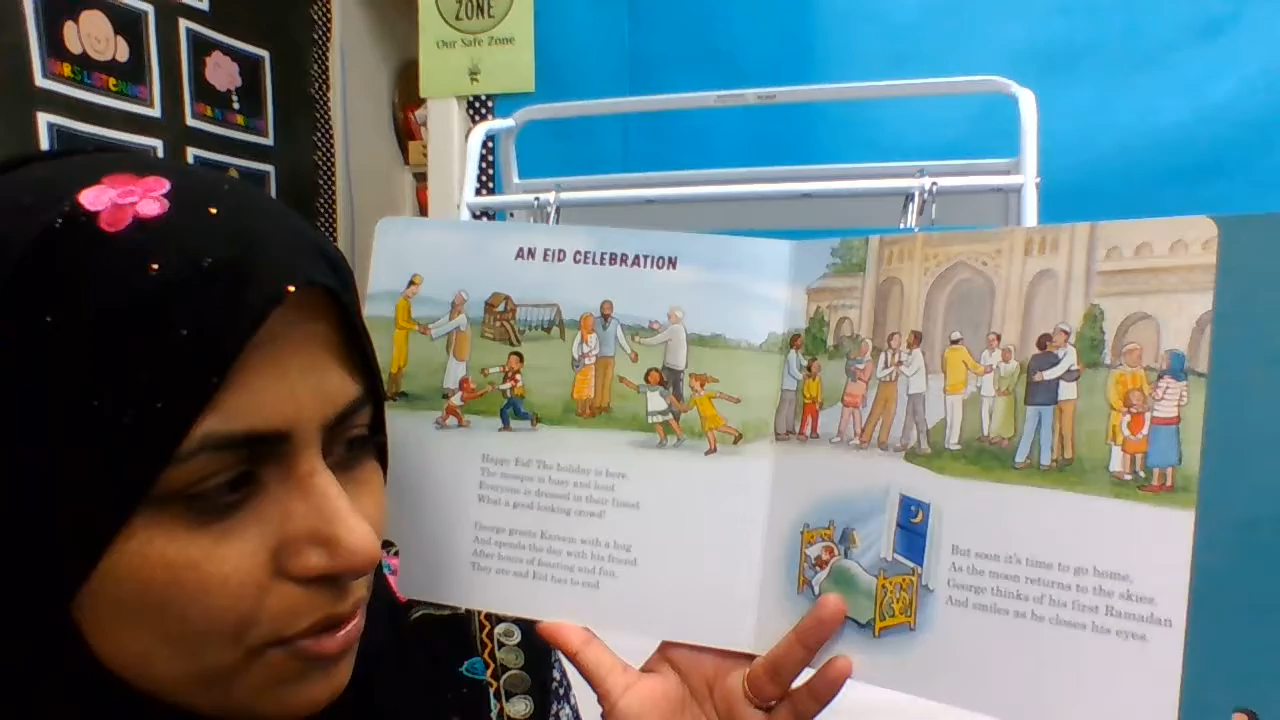 ZONE
Our Safe Zone
AN EID CELEBRATION
Happy Eid! The holiday is here.
The mosque is busy and loud.
Everyone is dressed in their finest.
What a good-looking crowd!
George greets Kareem with a hug
And spends the day with his friend.
After hours of feasting and fun,
They are sad Eid has to end.
But soon it's time to go home,
As the moon returns to the skies.
George thinks of his first Ramadan
And smiles as he closes his eyes.